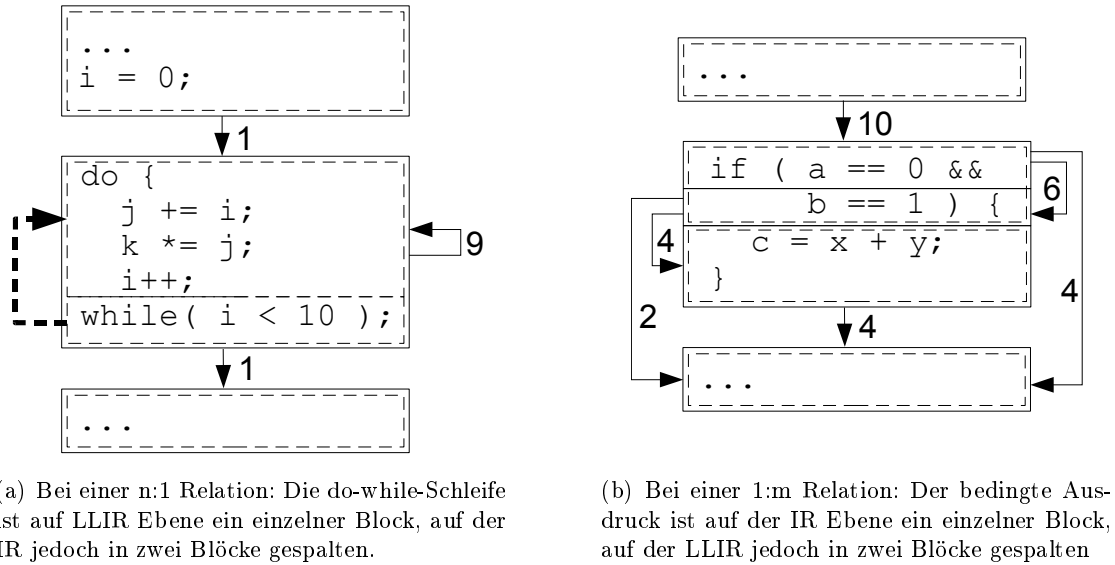 ...
i = 0;
1
do {
j += i;
k *= j;
i++;
while( i < 10 );
9
1
...
...
10
if ( a == 0 &&
b == 1 ) {
c = x + y;
}
6
4
2
4
4
...
a) Bei einer n:1 Relation: Die do-while-Schleife
ist auf LLIR Ebene ein einzelner Block, auf der
IR jedoch in zwei Blöcke gespalten.
(b) Bei einer 1:m Relation: Der bedingte Aus-
druck ist auf der IR Ebene ein einzelner Block,
auf der LLIR jedoch in zwei Blöcke gespalten